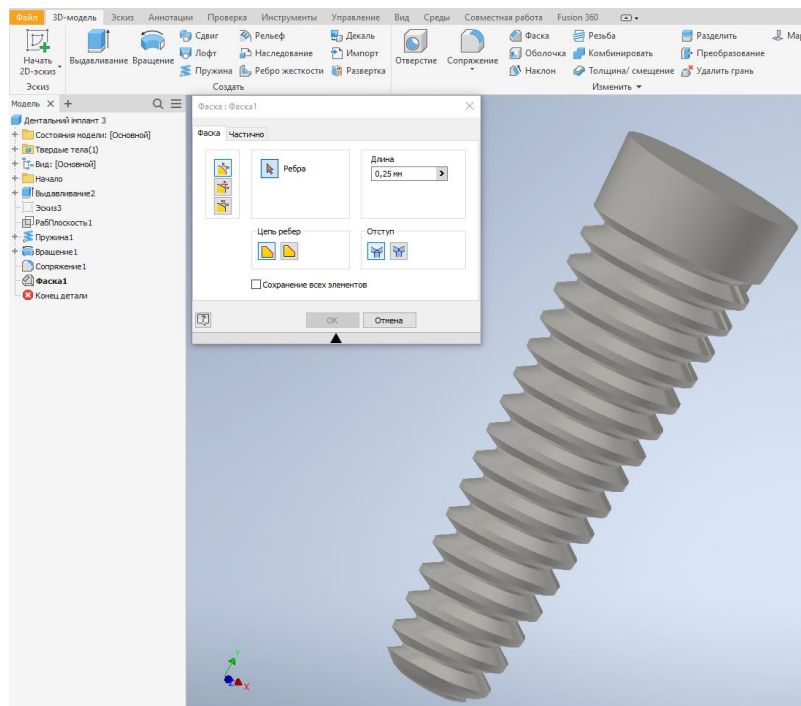 Файл 3D-модель Эскиз Аннотации Проверка Инструменты Управление Вид Среды Совместная работа Fusion 360
Начать 2D-эскиз
Выдавливание Вращение
Сдвиг Рельеф Декаль
Лофт Наследование Импорт
Пружина Ребро жесткости Развертка
Отверстие Сопряжение
Фаска Резьба Разделить
Оболочка Комбинировать Преобразование
Наклон Толщина/ смещение Удалить грань
Эскиз Создать Изменить
Модель
Дентальний імплант 3
Состояния модели: [Основной]
Твердые тела(1)
Вид: [Основной]
Начало
Выдавливание2
Эскиз3
РабПлоскость1
Пружина1
Вращение1
Сопряжение1
Фаска1
Конец детали
Фаска : Фаска1
Фаска Частично
Ребра
Длина
0,25 мм
Цепь ребер
Отступ
Сохранение всех элементов
ОК Отмена
Y
Z
X